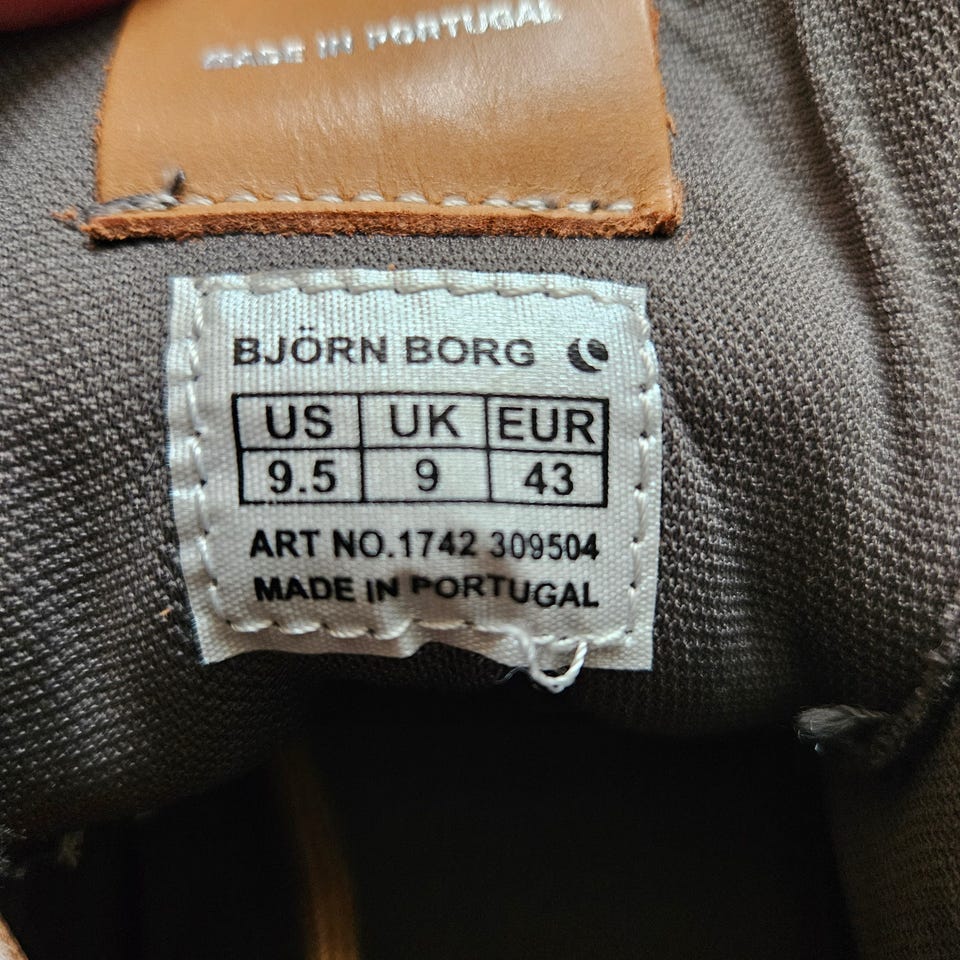 MADE IN PORTUGAL
BJÖRN BORG
US UK EUR
9.5 9 43
ART NO.1742 309504
MADE IN PORTUGAL